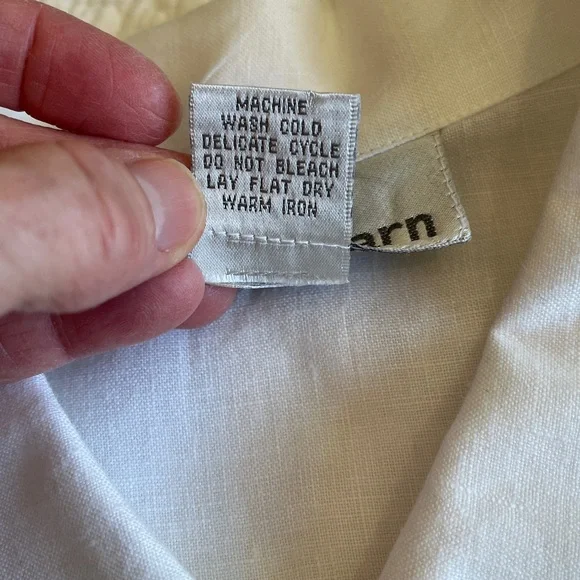 MACHINE
WASH COLD
DELICATE CYCLE
DO NOT BLEACH
LAY FLAT DRY
WARM IRON
arn